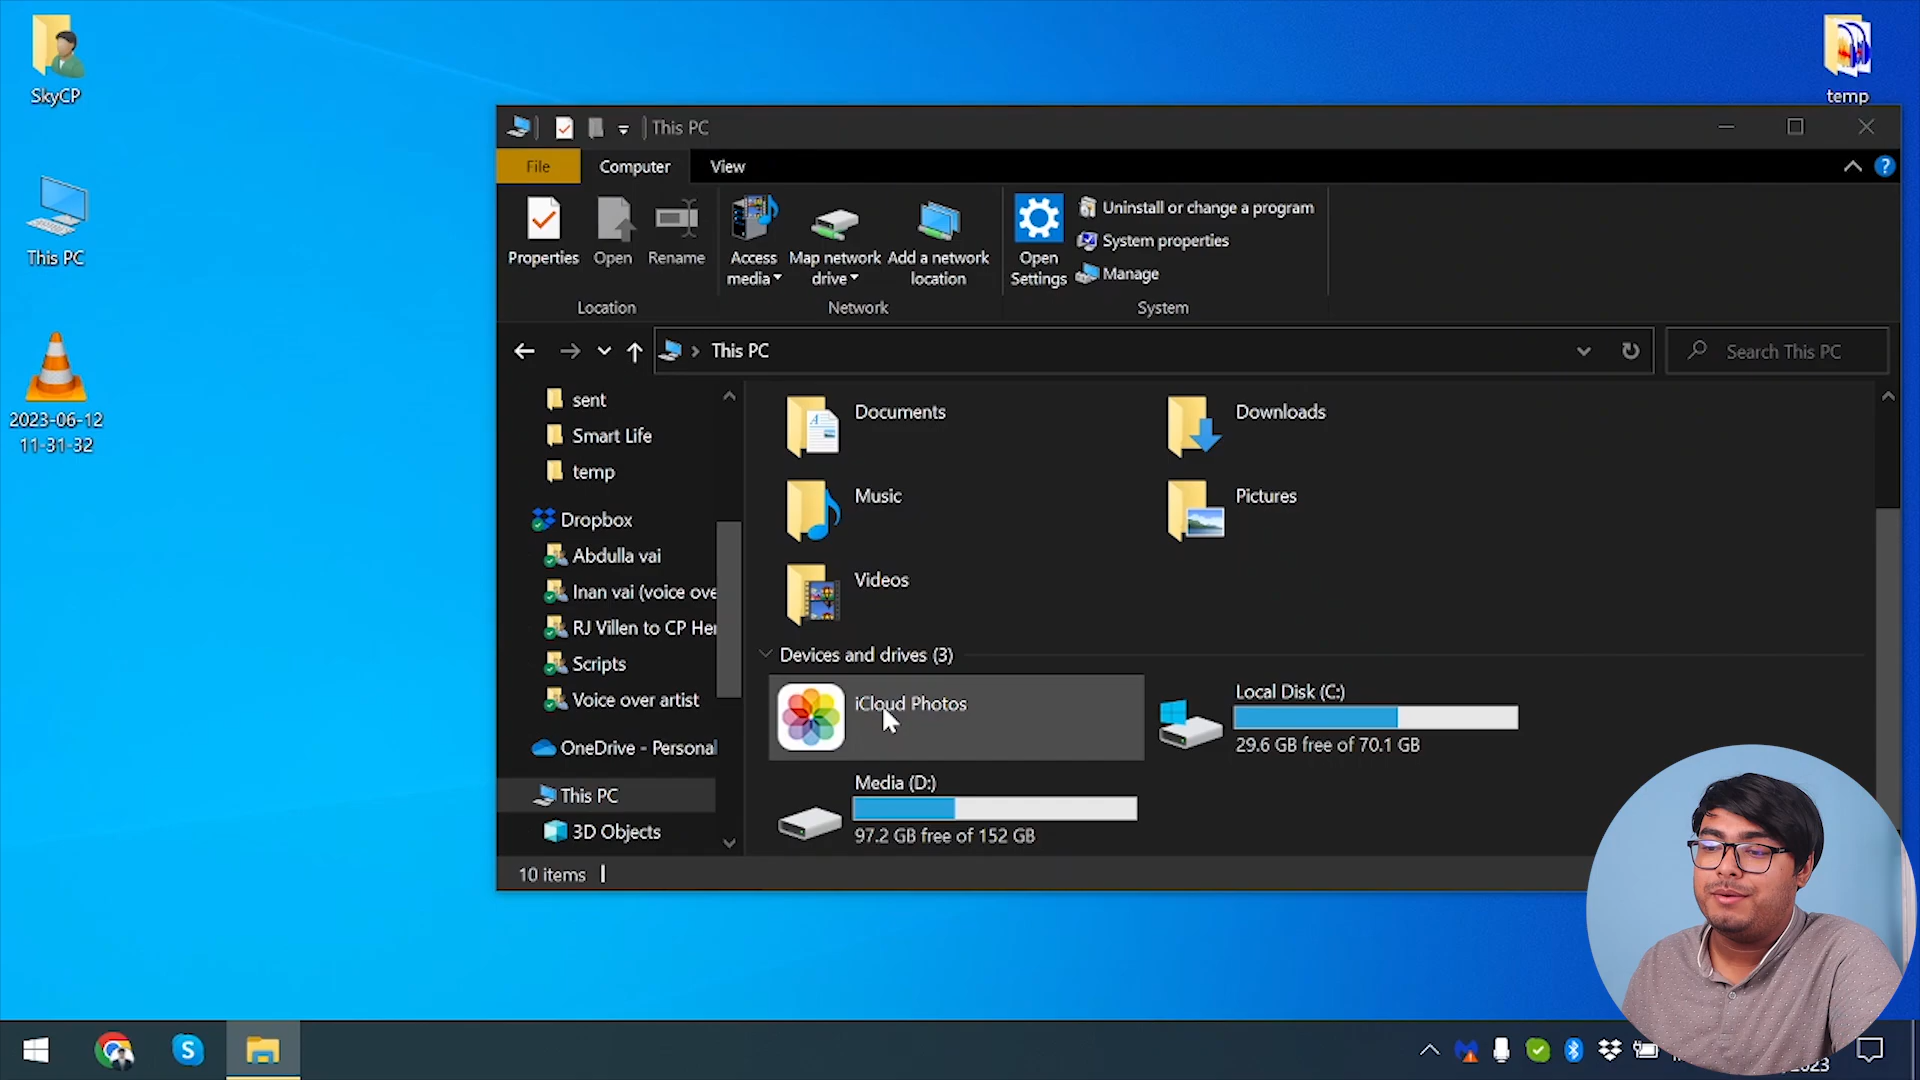 SkyCP
temp
This PC
2023-06-12
11-31-32
This PC
File
Computer
View
?
Properties
Open
Rename
Access
media
Map network
drive
Add a network
location
Open
Settings
Uninstall or change a program
System properties
Manage
Location
Network
System
This PC
Search This PC
sent
Smart Life
temp
Dropbox
Abdulla vai
Inan vai (voice ove
RJ Villen to CP Her
Scripts
Voice over artist
OneDrive - Personal
This PC
3D Objects
Documents
Downloads
Music
Pictures
Videos
Devices and drives (3)
iCloud Photos
Local Disk (C:)
29.6 GB free of 70.1 GB
Media (D:)
97.2 GB free of 152 GB
10 items
S